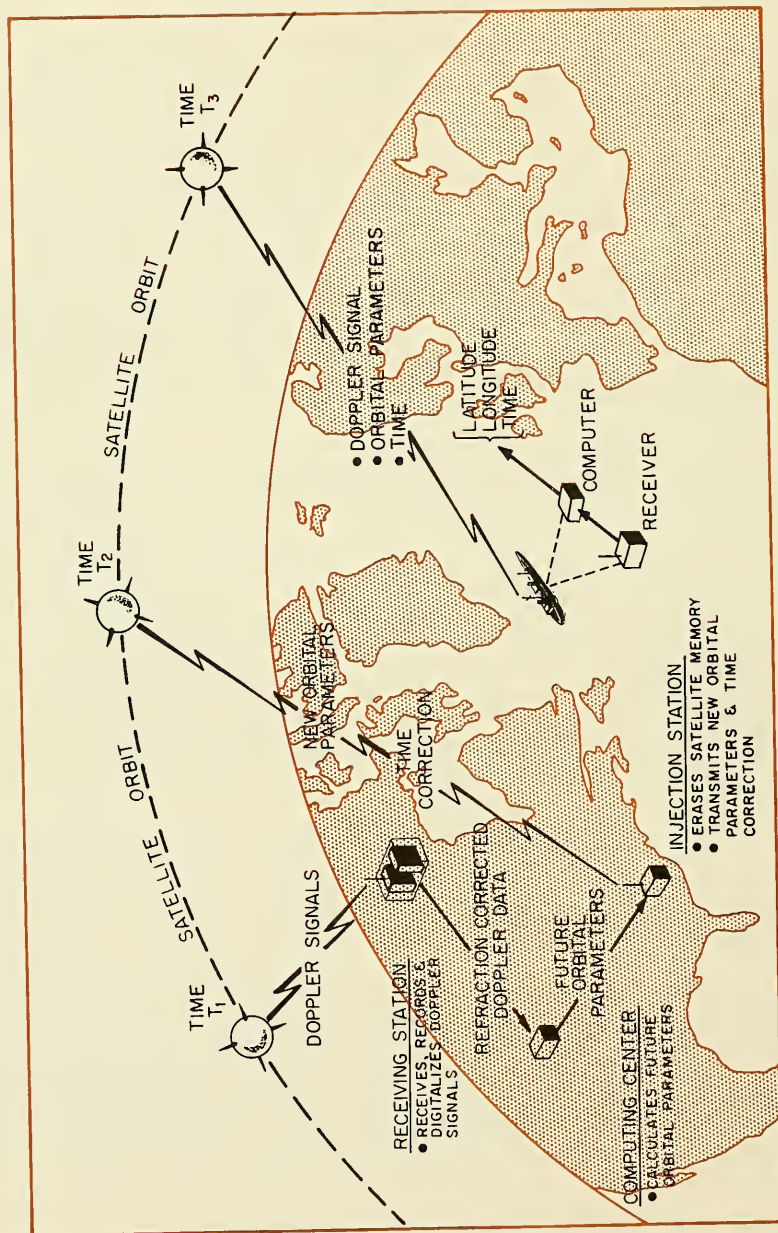 TIME
T1
SATELLITE ORBIT
TIME
T2
SATELLITE ORBIT
TIME
T3
DOPPLER SIGNALS
NEW ORBITAL
PARAMETERS
TIME
CORRECTION
• DOPPLER SIGNAL
• ORBITAL PARAMETERS
• TIME
RECEIVING STATION
• RECEIVES, RECORDS &
DIGITALIZES DOPPLER
SIGNALS
REFRACTION CORRECTED
DOPPLER DATA
LATITUDE
LONGITUDE
TIME
COMPUTER
RECEIVER
FUTURE
ORBITAL
PARAMETERS
COMPUTING CENTER
• CALCULATES FUTURE
ORBITAL PARAMETERS
INJECTION STATION
• ERASES SATELLITE MEMORY
• TRANSMITS NEW ORBITAL
PARAMETERS & TIME
CORRECTION